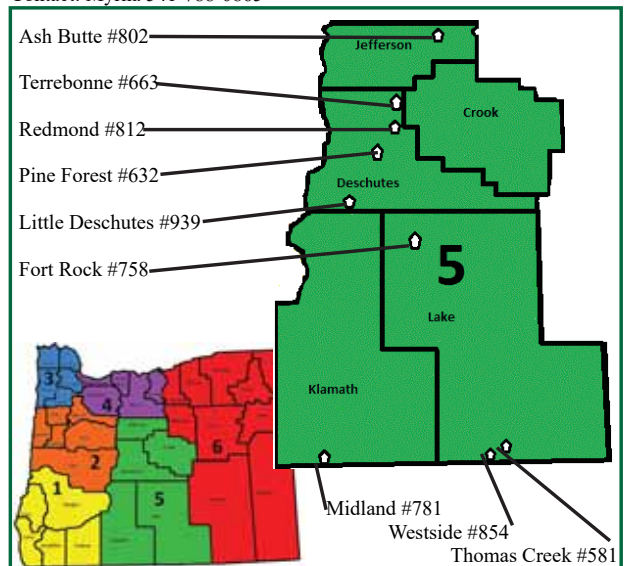 Ash Butte #802
Jefferson
Terrebonne #663
Crook
Redmond #812
Pine Forest #632
Deschutes
Little Deschutes #939
Fort Rock #758
5
Lake
3
4
Klamath
6
2
1
5
Midland #781
Westside #854
Thomas Creek #581